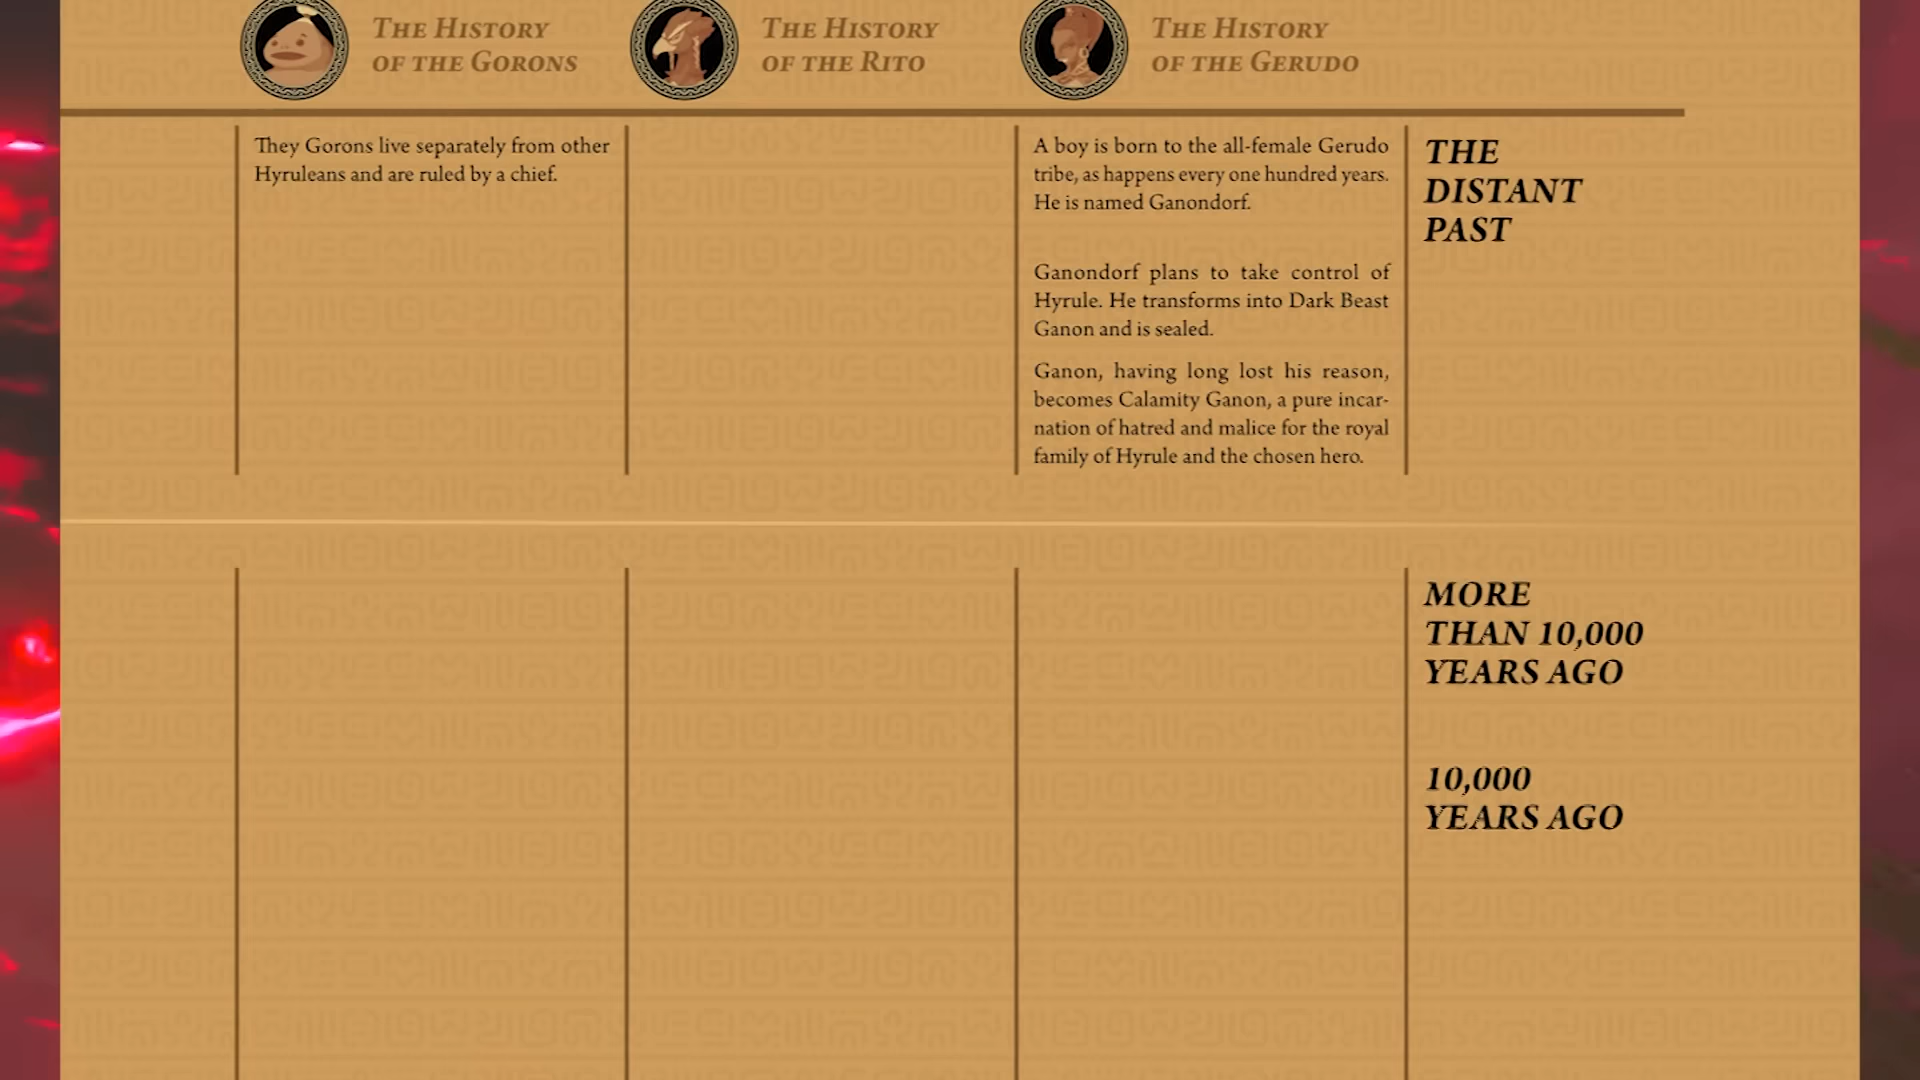 The History
of the Gorons
The History
of the Rito
The History
of the Gerudo
They Gorons live separately from other
Hyruleans and are ruled by a chief.
A boy is born to the all-female Gerudo
tribe, as happens every one hundred years.
He is named Ganondorf.
Ganondorf plans to take control of
Hyrule. He transforms into Dark Beast
Ganon and is sealed.
Ganon, having long lost his reason,
becomes Calamity Ganon, a pure incar-
nation of hatred and malice for the royal
family of Hyrule and the chosen hero.
THE
DISTANT
PAST
MORE
THAN 10,000
YEARS AGO
10,000
YEARS AGO